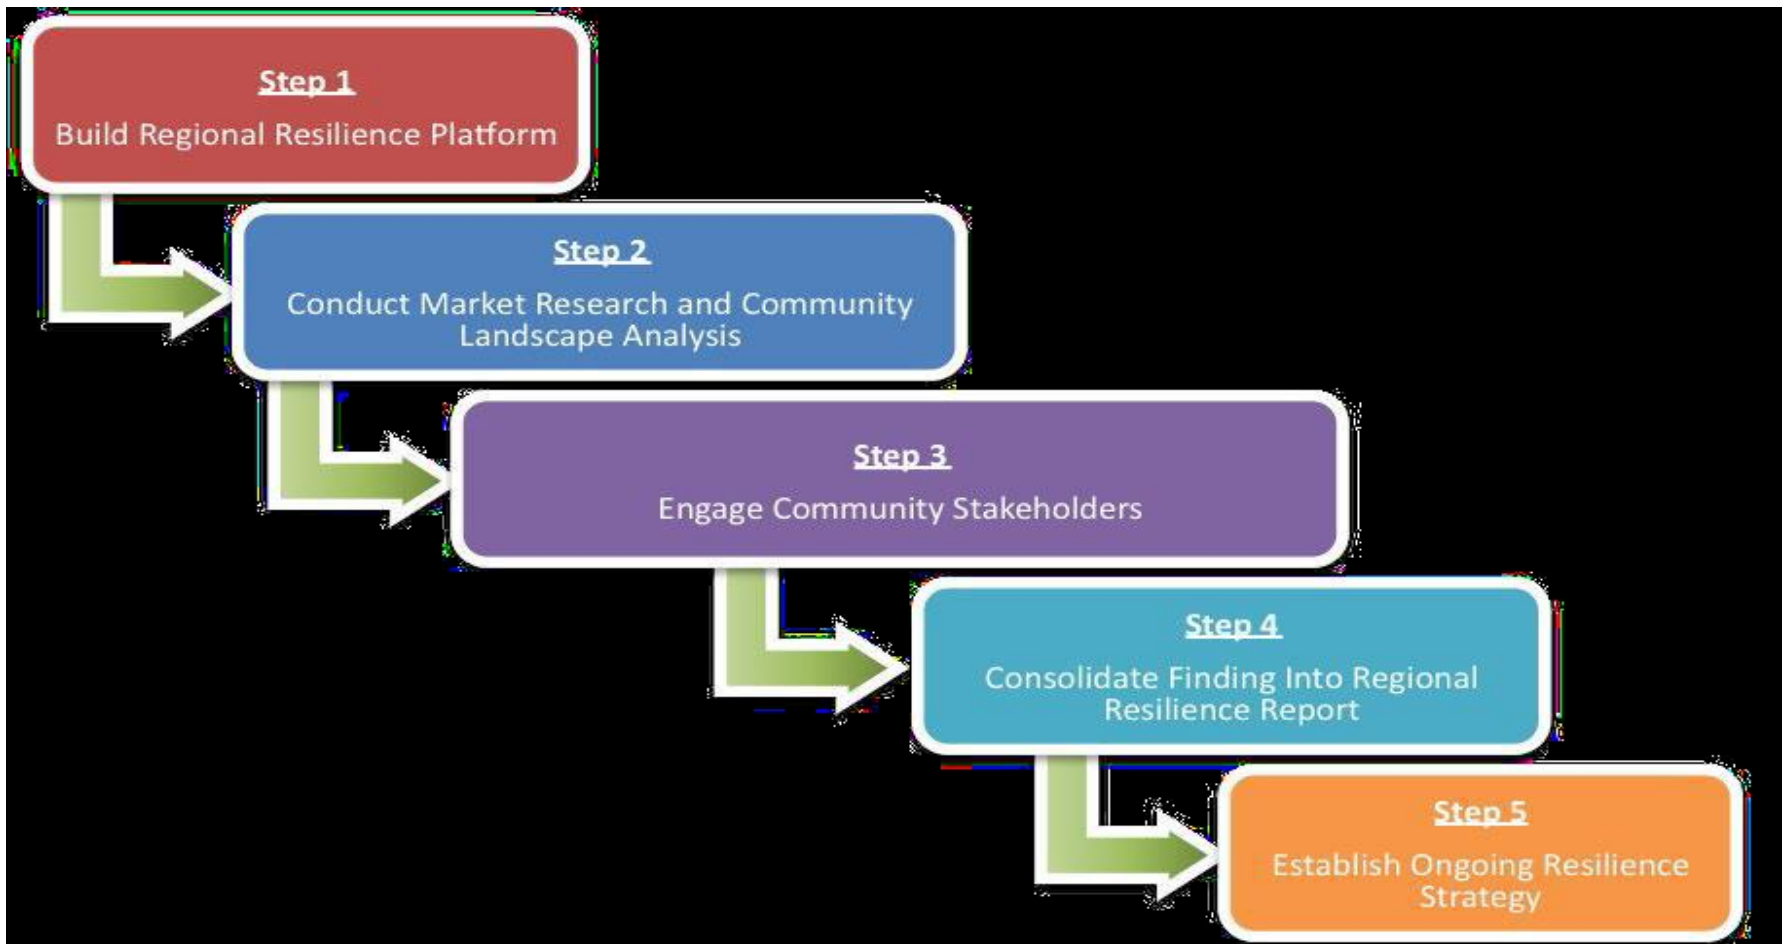 Step 1
Build Regional Resilience Platform
Step 2
Conduct Market Research and Community
Landscape Analysis
Step 3
Engage Community Stakeholders
Step 4
Consolidate Finding Into Regional
Resilience Report
Step 5
Establish Ongoing Resilience
Strategy